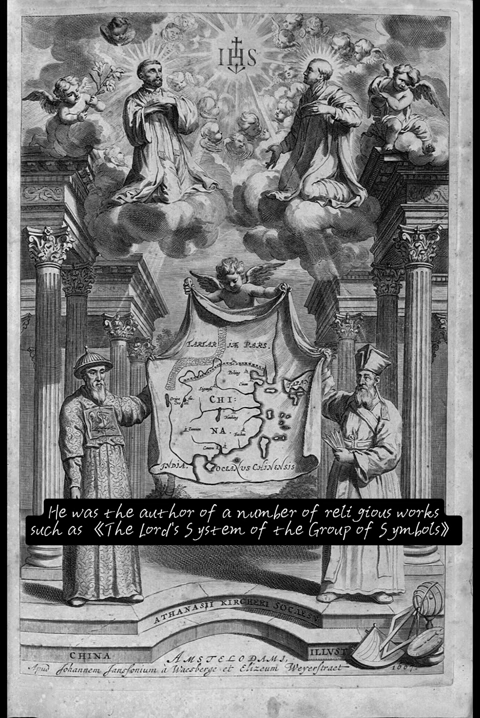 IHS
TARTARIÆ PARS.
CHI:
NA.
INDIA. OCEANUS CHINENSIS
He was the author of a number of religious works
such as 《The Lord's System of the Group of Symbols》
ATHANASII KIRCHERI SOC. IESU
CHINA ILLUST
AMSTELODAMI,
Apud Johannem Janssonium à Waesberge et Elizeum Weyerstraet